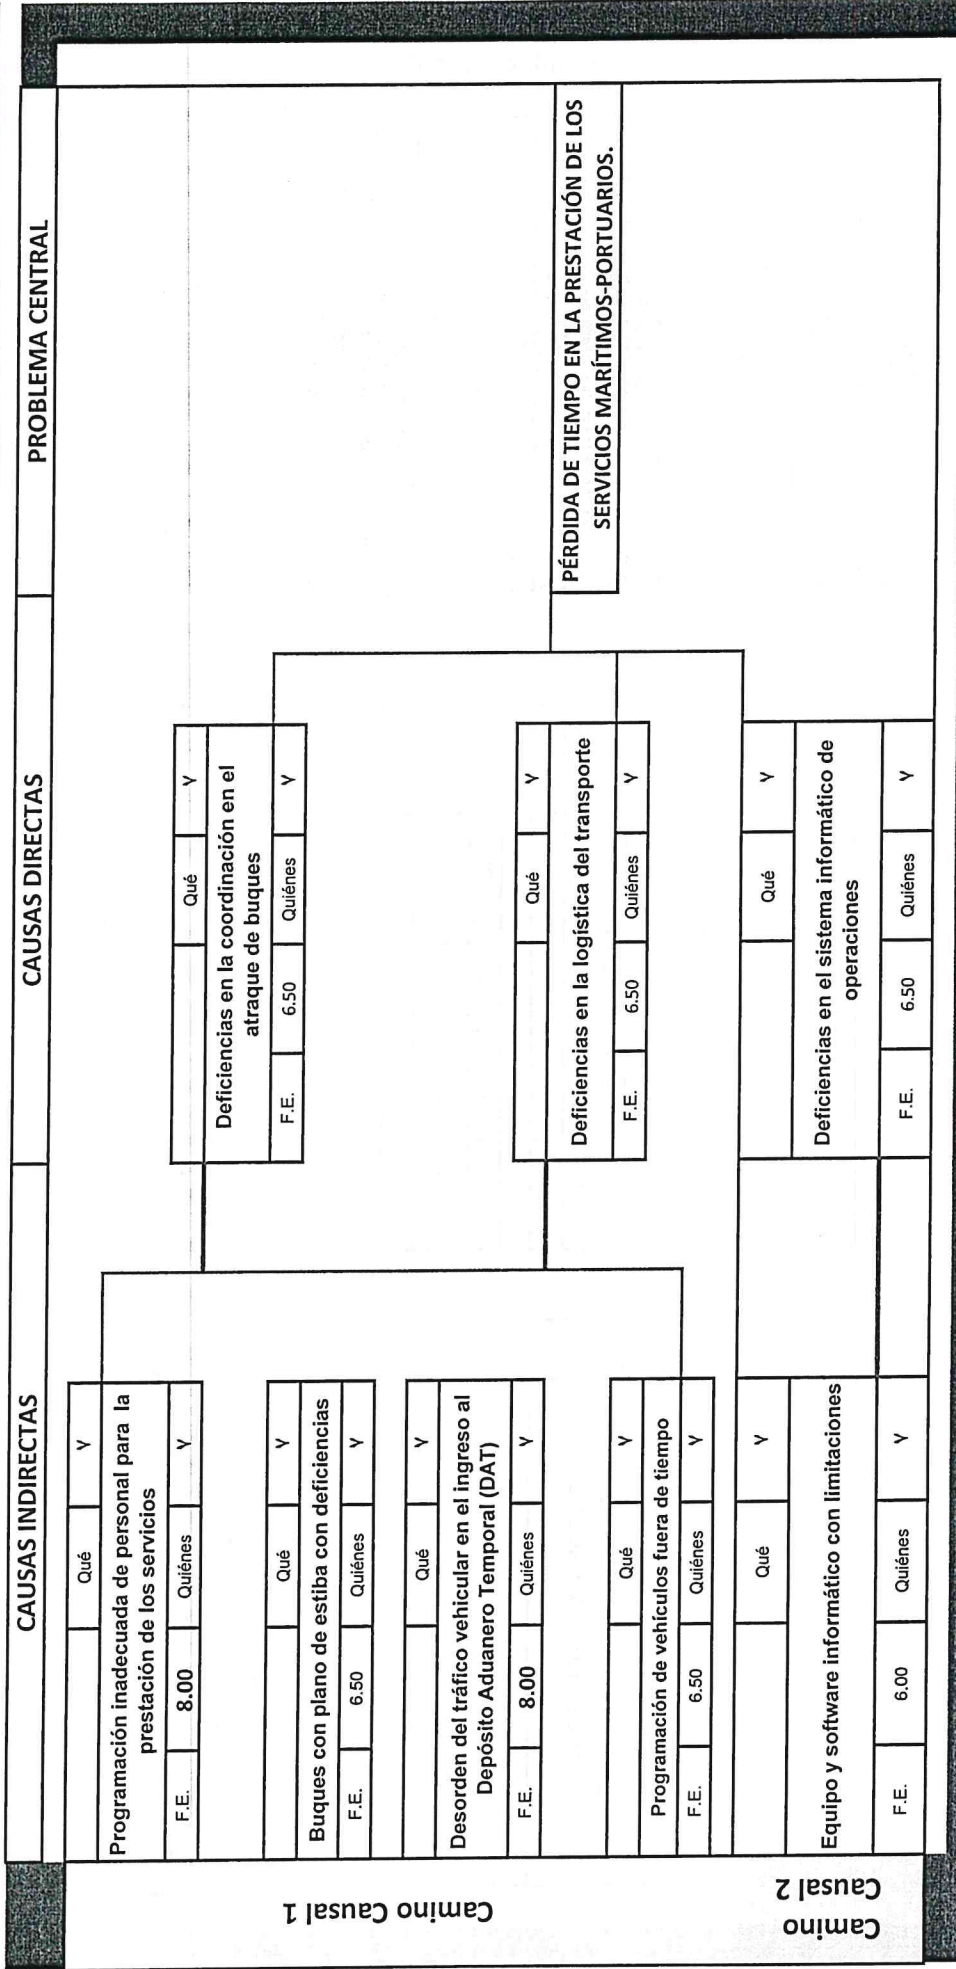 CAUSAS INDIRECTAS
CAUSAS DIRECTAS
PROBLEMA CENTRAL
Camino Causal 1
Qué γ
Programación inadecuada de personal para la
prestación de los servicios
F.E. 8.00 Quiénes γ
Qué γ
Buques con plano de estiba con deficiencias
F.E. 6.50 Quiénes γ
Qué γ
Desorden del tráfico vehicular en el ingreso al
Depósito Aduanero Temporal (DAT)
F.E. 8.00 Quiénes γ
Qué γ
Programación de vehículos fuera de tiempo
F.E. 6.50 Quiénes γ
Qué γ
Deficiencias en la coordinación en el
atraque de buques
F.E. 6.50 Quiénes γ
Qué γ
Deficiencias en la logística del transporte
F.E. 6.50 Quiénes γ
PÉRDIDA DE TIEMPO EN LA PRESTACIÓN DE LOS
SERVICIOS MARÍTIMOS-PORTUARIOS.
Camino
Causal 2
Qué γ
Equipo y software informático con limitaciones
F.E. 6.00 Quiénes γ
Qué γ
Deficiencias en el sistema informático de
operaciones
F.E. 6.50 Quiénes γ